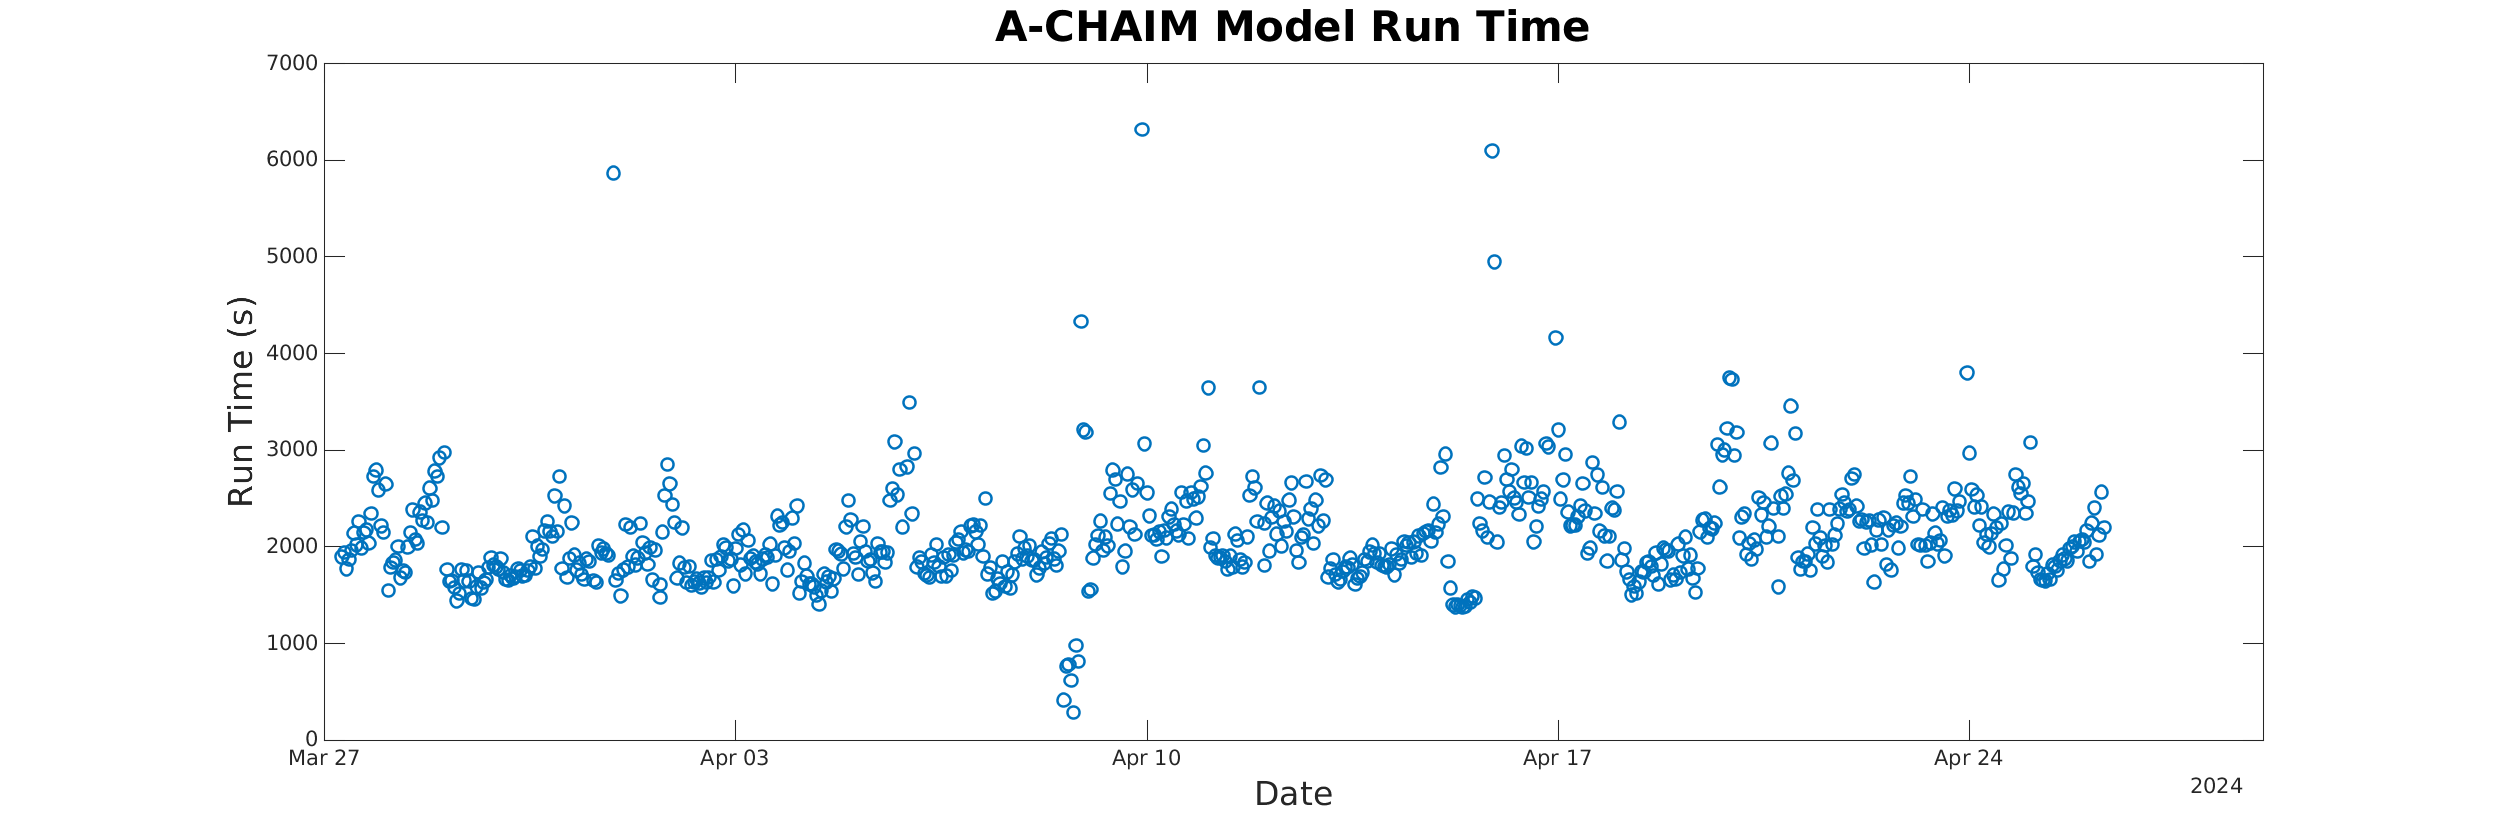 A-CHAIM Model Run Time
7000
6000
5000
4000
3000
2000
1000
0
Run Time (s)
Mar 27 Apr 03 Apr 10 Apr 17 Apr 24
2024
Date